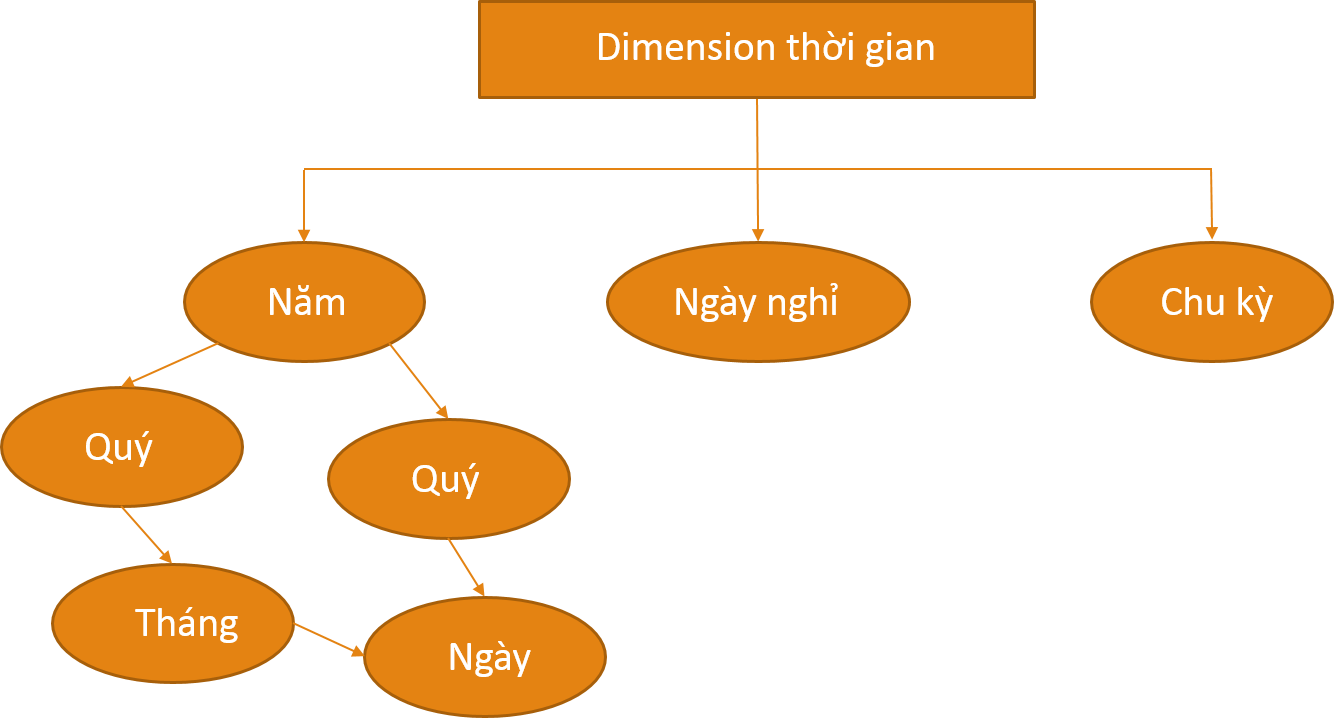 Dimension thời gian
Năm
Ngày nghỉ
Chu kỳ
Quý
Quý
Tháng
Ngày